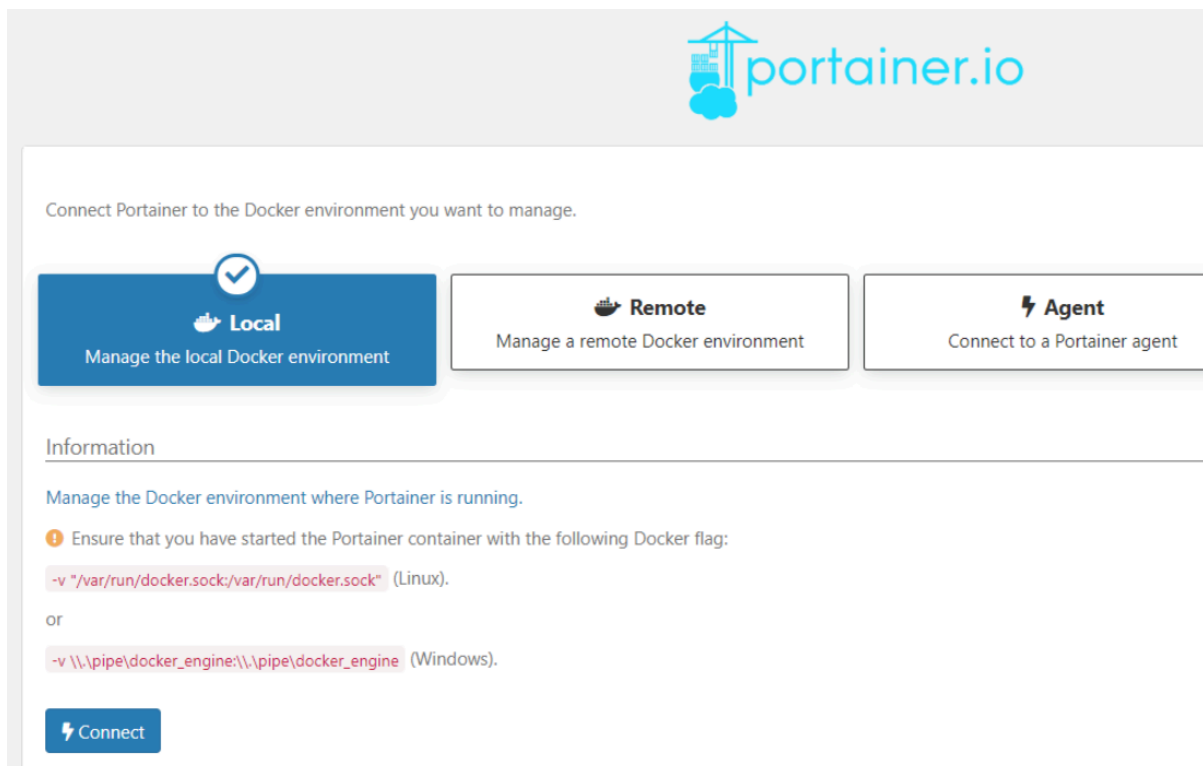 portainer.io
Connect Portainer to the Docker environment you want to manage.
Local
Manage the local Docker environment
Remote
Manage a remote Docker environment
Agent
Connect to a Portainer agent
Information
Manage the Docker environment where Portainer is running.
Ensure that you have started the Portainer container with the following Docker flag:
-v "/var/run/docker.sock:/var/run/docker.sock" (Linux).
or
-v \\.\pipe\docker_engine:\\.\pipe\docker_engine (Windows).
Connect